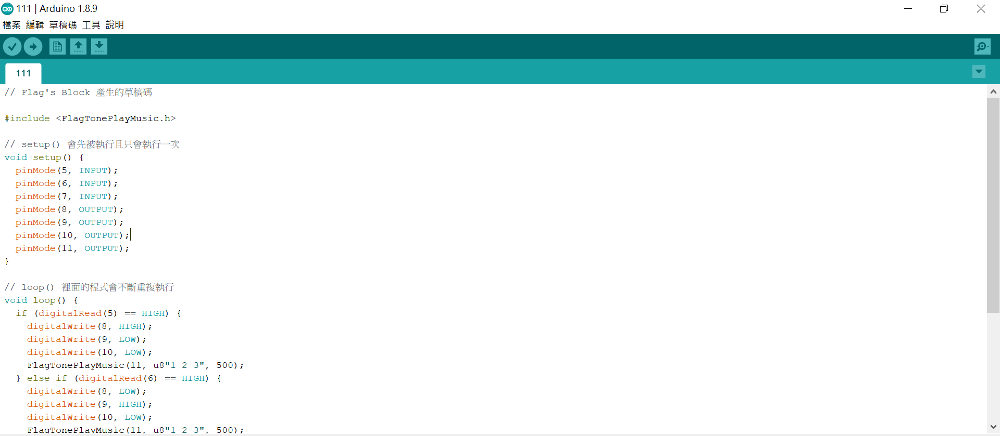 111 | Arduino 1.8.9
檔案 編輯 草稿碼 工具 說明
111
// Flag's Block 產生的草稿碼
#include <FlagTonePlayMusic.h>
// setup() 會先被執行且只會執行一次
void setup() {
  pinMode(5, INPUT);
  pinMode(6, INPUT);
  pinMode(7, INPUT);
  pinMode(8, OUTPUT);
  pinMode(9, OUTPUT);
  pinMode(10, OUTPUT);
  pinMode(11, OUTPUT);
}
// loop() 裡面的程式會不斷重複執行
void loop() {
  if (digitalRead(5) == HIGH) {
    digitalWrite(8, HIGH);
    digitalWrite(9, LOW);
    digitalWrite(10, LOW);
    FlagTonePlayMusic(11, u8"1 2 3", 500);
  } else if (digitalRead(6) == HIGH) {
    digitalWrite(8, LOW);
    digitalWrite(9, HIGH);
    digitalWrite(10, LOW);
    FlagTonePlayMusic(11, u8"1 2 3", 500);